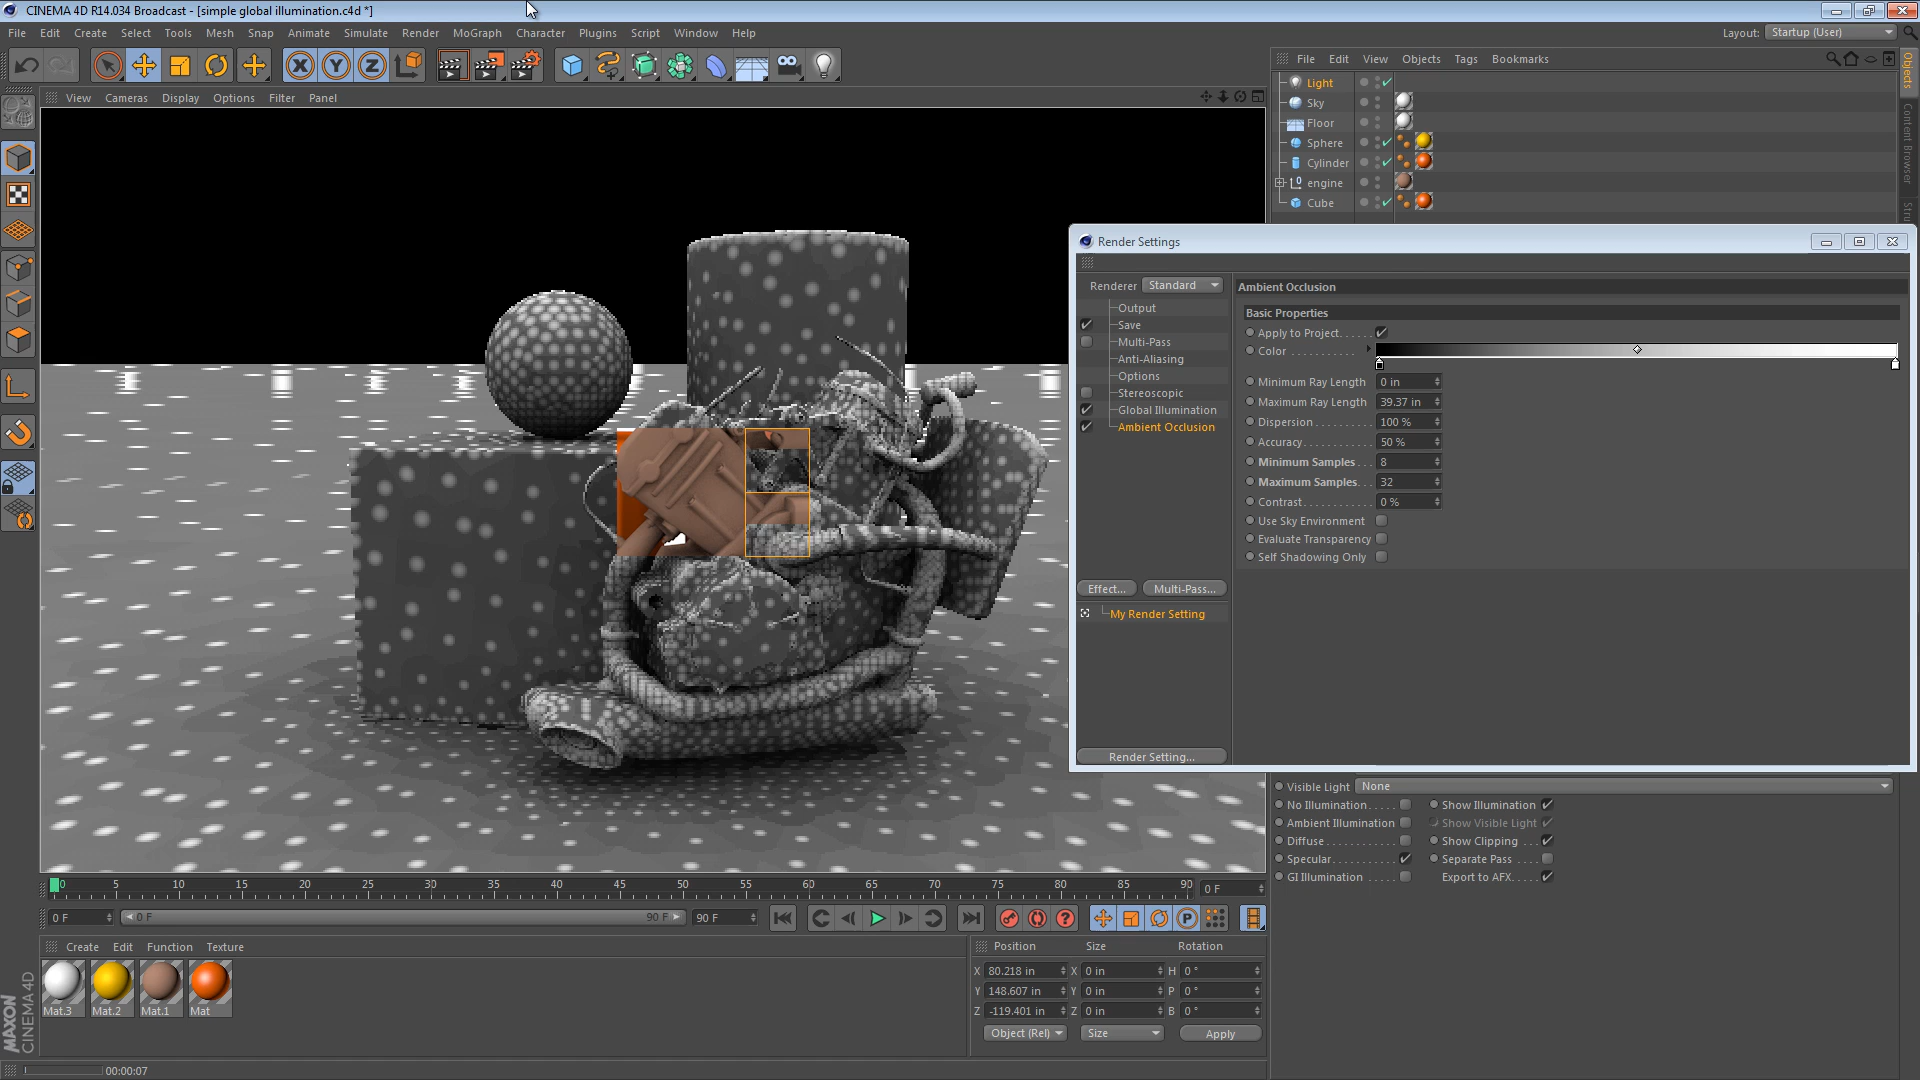 CINEMA 4D R14.034 Broadcast - [simple global illumination.c4d *]
File Edit Create Select Tools Mesh Snap Animate Simulate Render MoGraph Character Plugins Script Window Help
Layout: Startup (User)
File Edit View Objects Tags Bookmarks
View Cameras Display Options Filter Panel
Light
Sky
Floor
Sphere
Cylinder
engine
Cube
Objects
Content Browser
Render Settings
Renderer Standard
Output
Save
Multi-Pass
Anti-Aliasing
Options
Stereoscopic
Global Illumination
Ambient Occlusion
Effect... Multi-Pass...
My Render Setting
Render Setting...
Ambient Occlusion
Basic Properties
Apply to Project
Color
Minimum Ray Length 0 in
Maximum Ray Length 39.37 in
Dispersion 100 %
Accuracy 50 %
Minimum Samples 8
Maximum Samples 32
Contrast 0 %
Use Sky Environment
Evaluate Transparency
Self Shadowing Only
Visible Light None
No Illumination Show Illumination
Ambient Illumination Show Visible Light
Diffuse Show Clipping
Specular Separate Pass
GI Illumination Export to AFX
0 5 10 15 20 25 30 35 40 45 50 55 60 65 70 75 80 85 90 0 F
0 F 0 F 90 F 90 F
Create Edit Function Texture
Mat.3 Mat.2 Mat.1 Mat
Position Size Rotation
X 80.218 in X 0 in H 0 °
Y 148.607 in Y 0 in P 0 °
Z -119.401 in Z 0 in B 0 °
Object (Rel) Size Apply
MAXON
CINEMA 4D
00:00:07